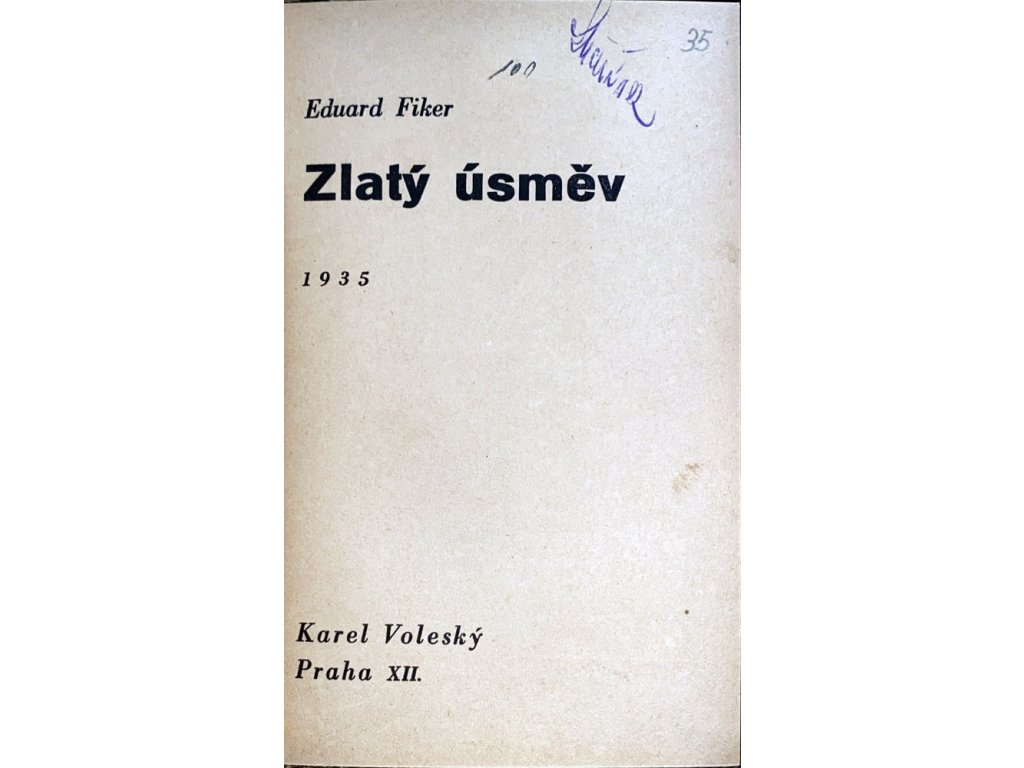 35
100
Eduard Fiker
Zlatý úsměv
1935
Karel Voleský
Praha XII.